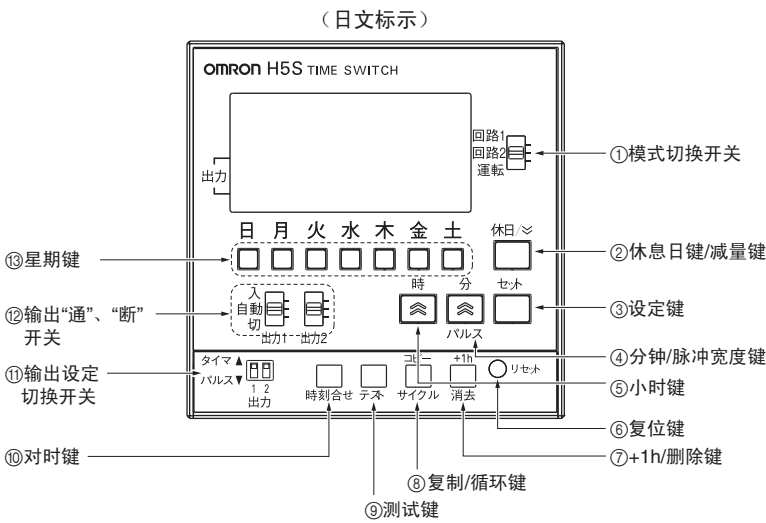 （日文标示）
OMRON H5S TIME SWITCH
回路1
回路2
運転
出力
①模式切换开关
日 月 火 水 木 金 土
休日/≫
②休息日键/减量键
⑬星期键
時 分 セット
③设定键
入
自動
切
出力1 出力2
⑫输出“通”、“断”
开关
パルス
④分钟/脉冲宽度键
タイマ▲
パルス▼
1 2
出力
⑪输出设定
切换开关
コピー +1h
リセット
時刻合せ テスト サイクル 消去
⑤小时键
⑥复位键
⑦+1h/删除键
⑧复制/循环键
⑨测试键
⑩对时键